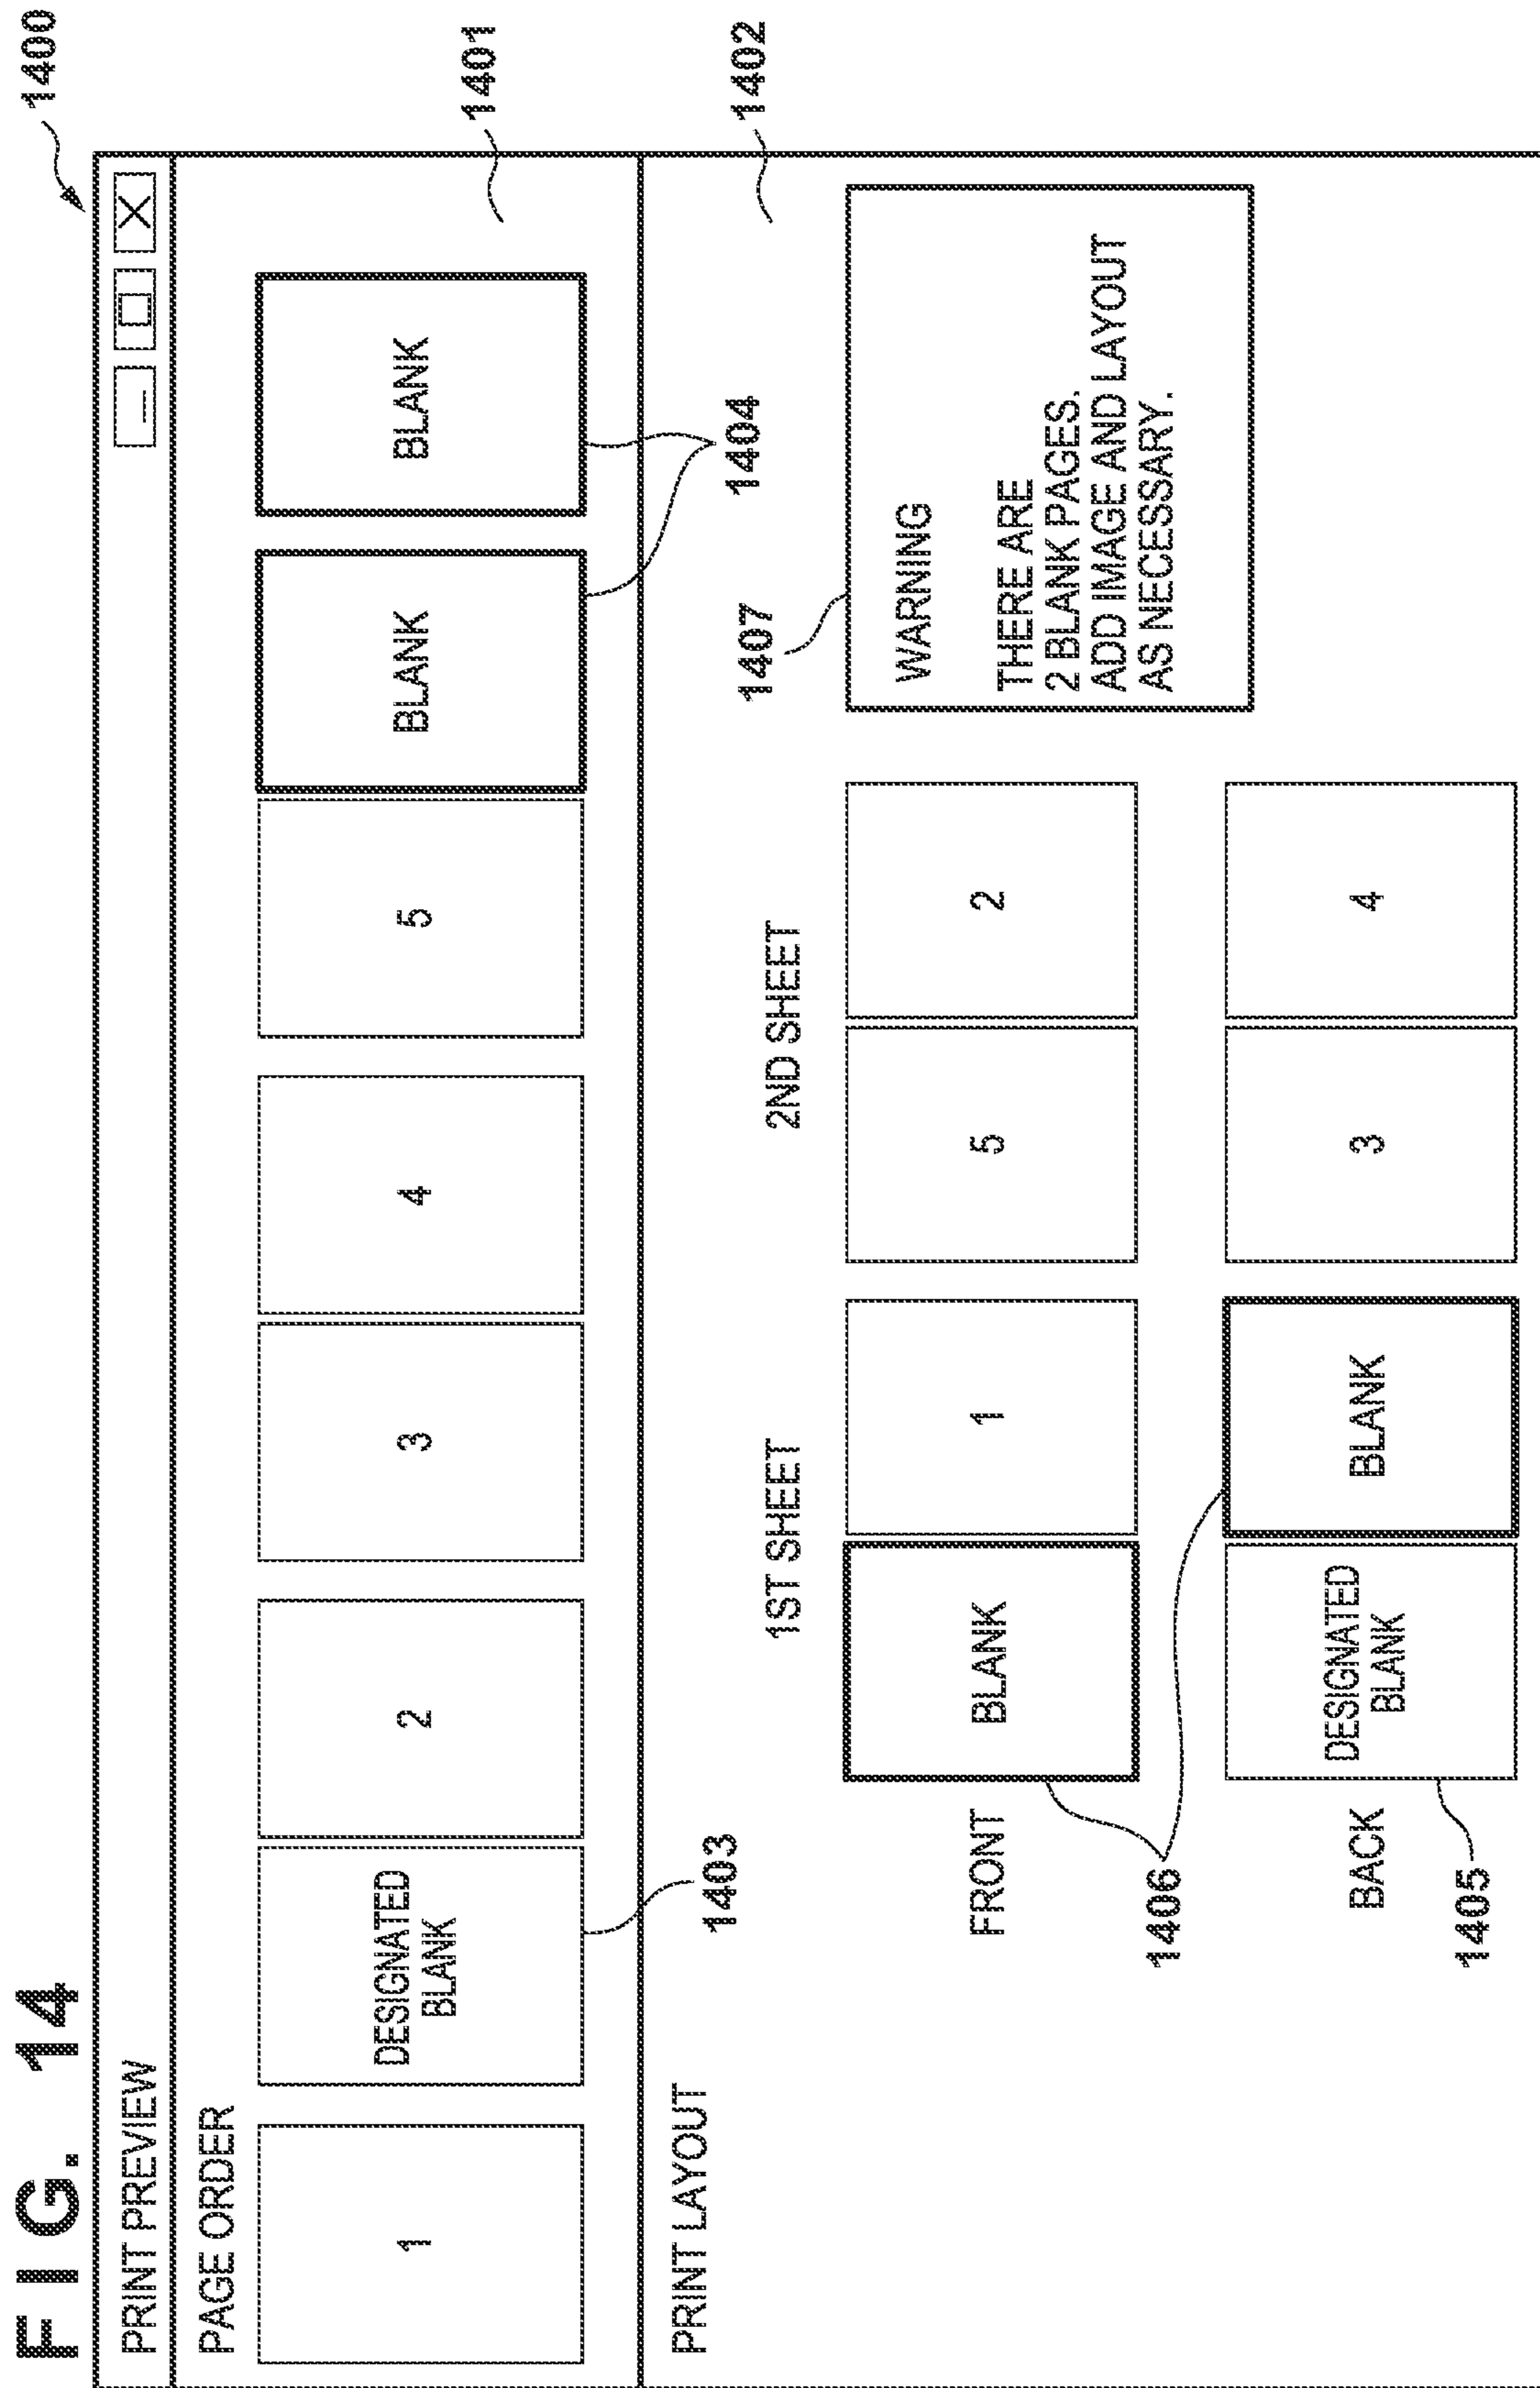 FIG. 14
1400
PRINT PREVIEW
PAGE ORDER
1401
1
DESIGNATED
BLANK
2
3
4
5
BLANK
BLANK
1403
1404
PRINT LAYOUT
1402
1ST SHEET
2ND SHEET
1407
FRONT
BLANK
1
5
2
WARNING
THERE ARE
2 BLANK PAGES.
ADD IMAGE AND LAYOUT
AS NECESSARY.
1406
BACK
DESIGNATED
BLANK
BLANK
3
4
1405